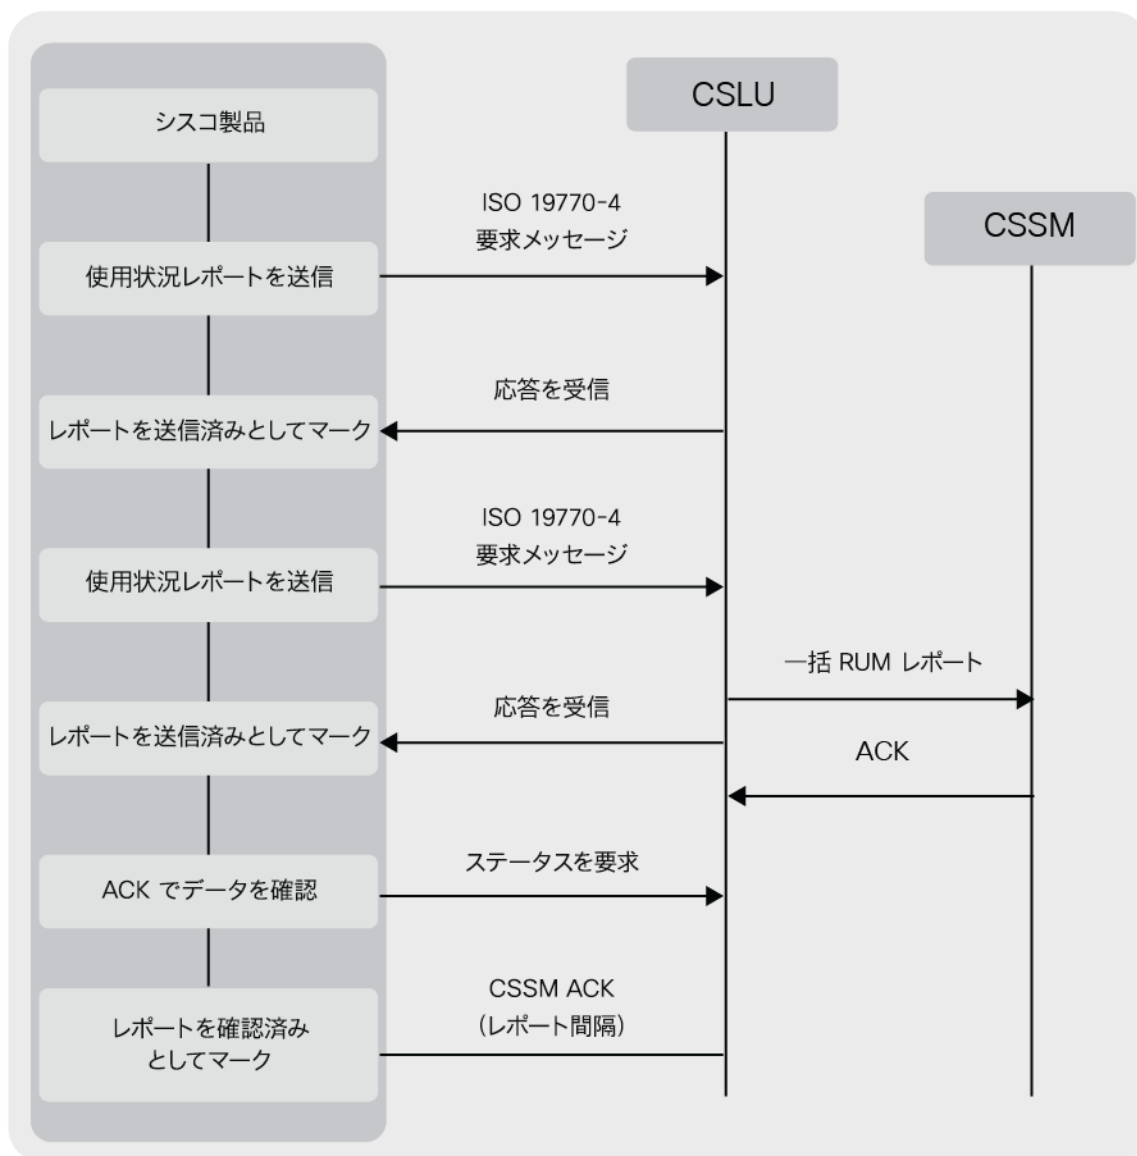 シスコ製品
CSLU
CSSM
ISO 19770-4
要求メッセージ
使用状況レポートを送信
応答を受信
レポートを送信済みとしてマーク
ISO 19770-4
要求メッセージ
使用状況レポートを送信
一括 RUM レポート
応答を受信
レポートを送信済みとしてマーク
ACK
ステータスを要求
ACK でデータを確認
CSSM ACK
（レポート間隔）
レポートを確認済み
としてマーク